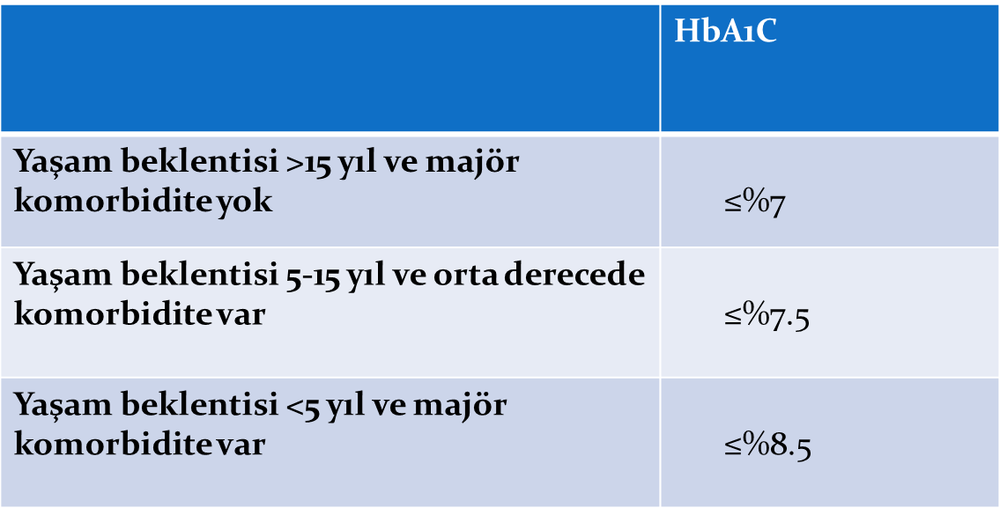 HbA1C
Yaşam beklentisi >15 yıl ve majör
komorbidite yok
≤%7
Yaşam beklentisi 5-15 yıl ve orta derecede
komorbidite var
≤%7.5
Yaşam beklentisi <5 yıl ve majör
komorbidite var
≤%8.5